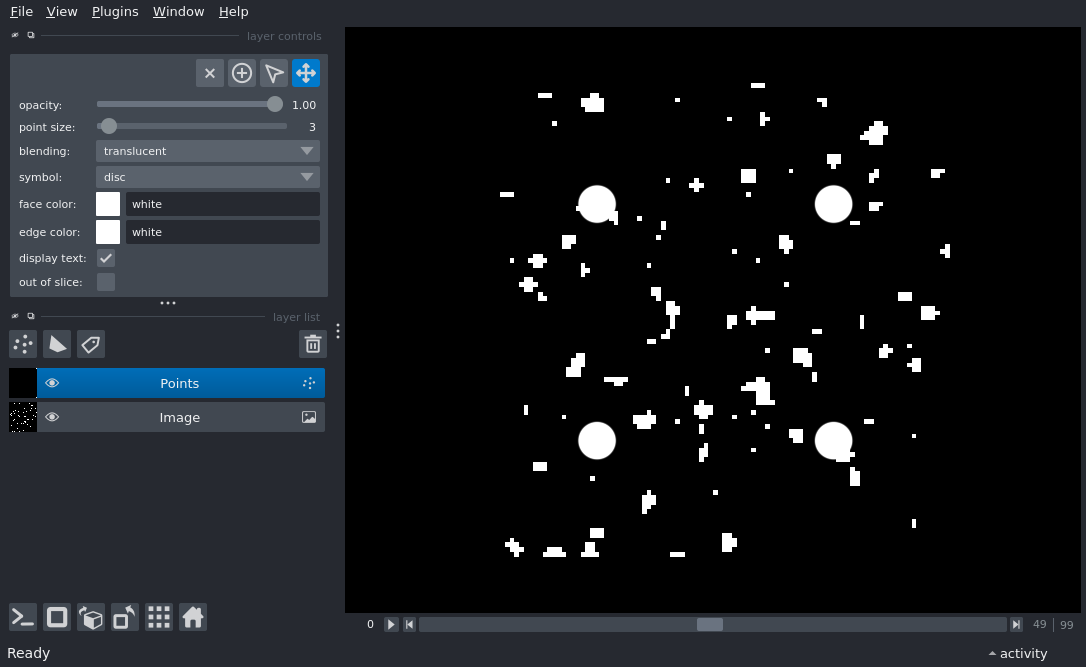 File View Plugins Window Help
layer controls
opacity: 1.00
point size: 3
blending: translucent
symbol: disc
face color: white
edge color: white
display text:
out of slice:
layer list
Points
Image
0 49 | 99
Ready activity